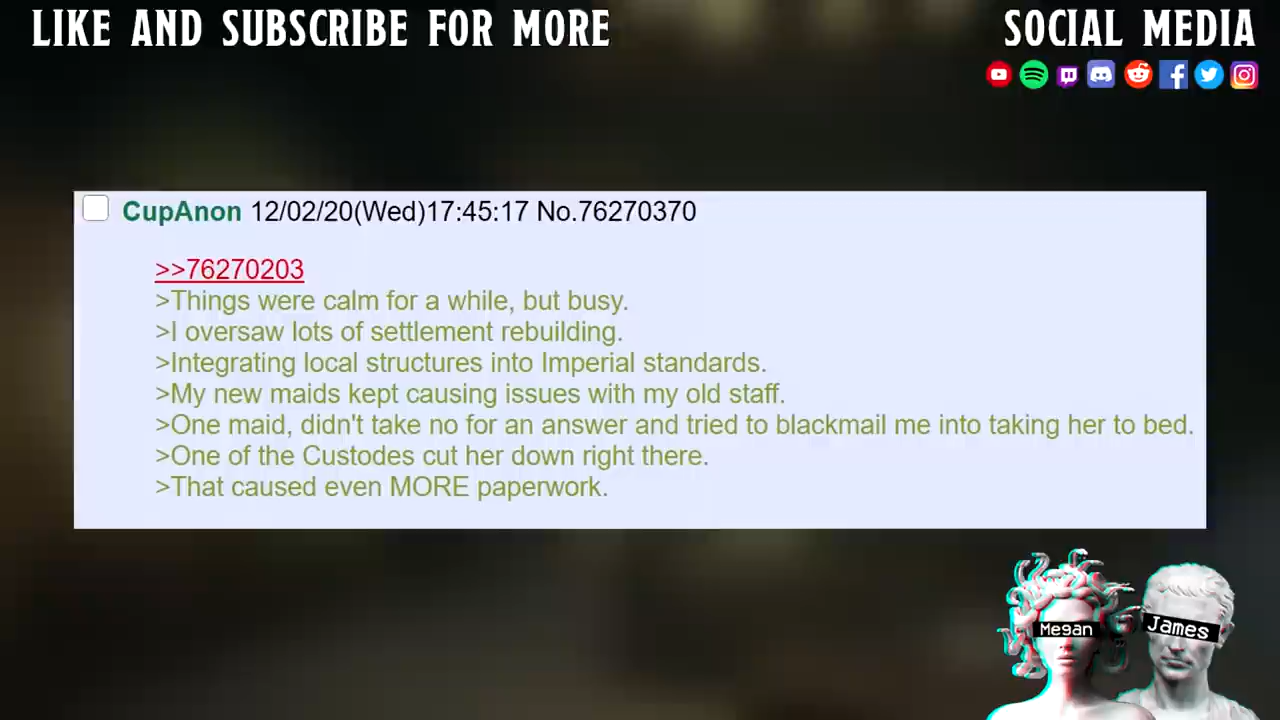 LIKE AND SUBSCRIBE FOR MORE
SOCIAL MEDIA
CupAnon 12/02/20(Wed)17:45:17 No.76270370
>>76270203
>Things were calm for a while, but busy.
>I oversaw lots of settlement rebuilding.
>Integrating local structures into Imperial standards.
>My new maids kept causing issues with my old staff.
>One maid, didn't take no for an answer and tried to blackmail me into taking her to bed.
>One of the Custodes cut her down right there.
>That caused even MORE paperwork.
Megan
James